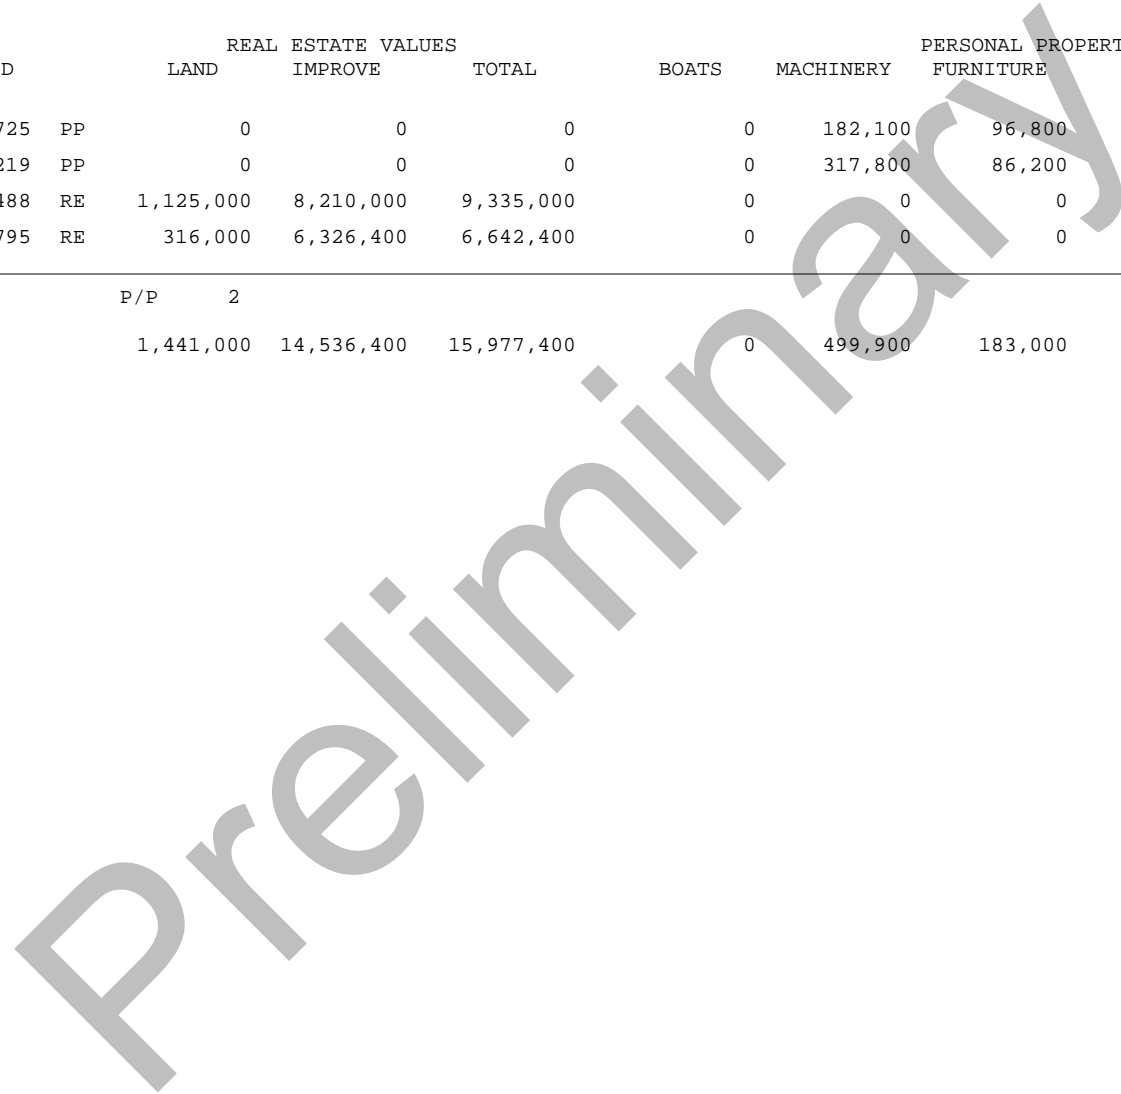 REAL ESTATE VALUES PERSONAL PROPERT
D LAND IMPROVE TOTAL BOATS MACHINERY FURNITURE
725 PP 0 0 0 0 182,100 96,800
219 PP 0 0 0 0 317,800 86,200
488 RE 1,125,000 8,210,000 9,335,000 0 0 0
795 RE 316,000 6,326,400 6,642,400 0 0 0
P/P 2
1,441,000 14,536,400 15,977,400 0 499,900 183,000
Preliminary